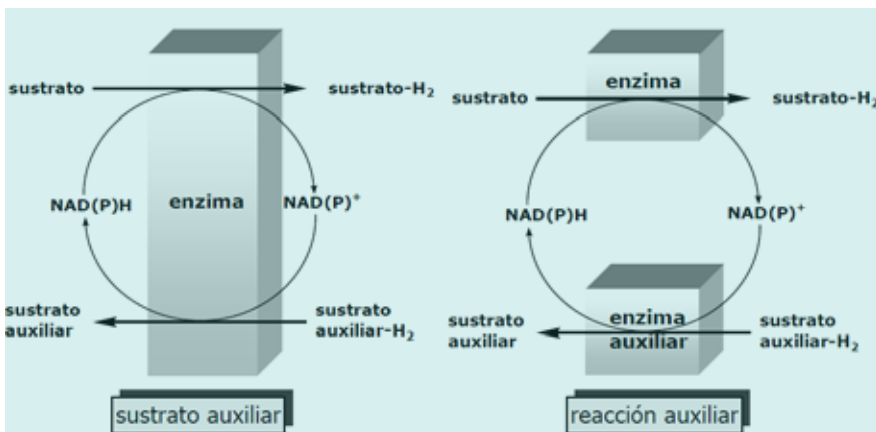 sustrato
sustrato-H₂
NAD(P)H
enzima
NAD(P)⁺
sustrato
auxiliar
sustrato
auxiliar-H₂
sustrato auxiliar
enzima
sustrato
sustrato-H₂
NAD(P)H
NAD(P)⁺
sustrato
auxiliar
enzima
auxiliar
sustrato
auxiliar-H₂
reacción auxiliar